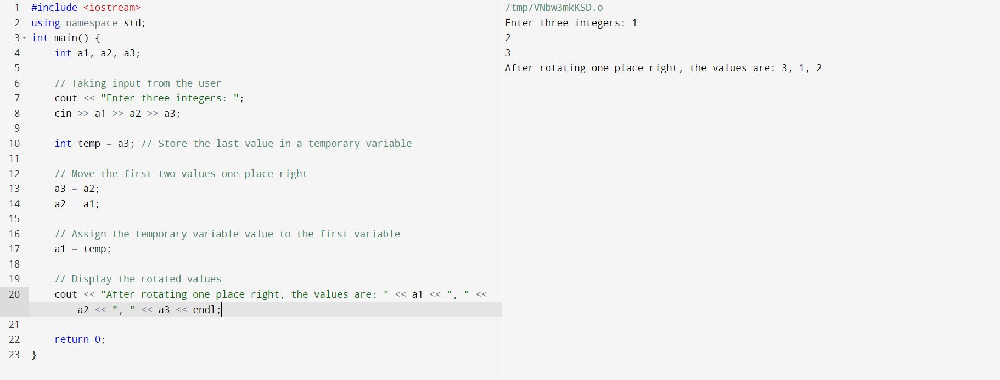 1 #include <iostream>
2 using namespace std;
3 int main() {
4     int a1, a2, a3;
5
6     // Taking input from the user
7     cout << "Enter three integers: ";
8     cin >> a1 >> a2 >> a3;
9
10     int temp = a3; // Store the last value in a temporary variable
11
12     // Move the first two values one place right
13     a3 = a2;
14     a2 = a1;
15
16     // Assign the temporary variable value to the first variable
17     a1 = temp;
18
19     // Display the rotated values
20     cout << "After rotating one place right, the values are: " << a1 << ", " <<
        a2 << ", " << a3 << endl;
21
22     return 0;
23 }
/tmp/VNbw3mkKSD.o
Enter three integers: 1
2
3
After rotating one place right, the values are: 3, 1, 2